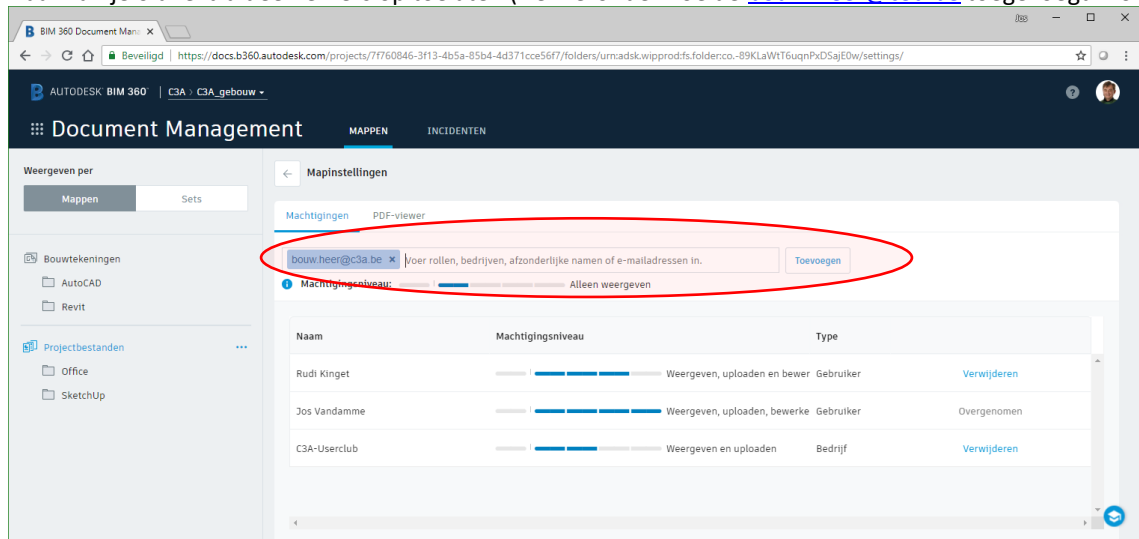 BIM 360 Document Mana
Beveiligd | https://docs.b360.autodesk.com/projects/7f760846-3f13-4b5a-85b4-4d371cce56f7/folders/urn:adsk.wipprod:fs.folder:co.-89KLaWtT6uqnPxDSajE0w/settings/
AUTODESK® BIM 360® | C3A > C3A_gebouw
Document Management MAPPEN INCIDENTEN
Weergeven per
Mappen Sets
Bouwtekeningen
AutoCAD
Revit
Projectbestanden ...
Office
SketchUp
Mapinstellingen
Machtigingen PDF-viewer
bouw.heer@c3a.be × Voer rollen, bedrijven, afzonderlijke namen of e-mailadressen in. Toevoegen
Machtigingsniveau: Alleen weergeven
Naam Machtigingsniveau Type
Rudi Kinget Weergeven, uploaden en bewer Gebruiker Verwijderen
Jos Vandamme Weergeven, uploaden, bewerke Gebruiker Overgenomen
C3A-Userclub Weergeven en uploaden Bedrijf Verwijderen